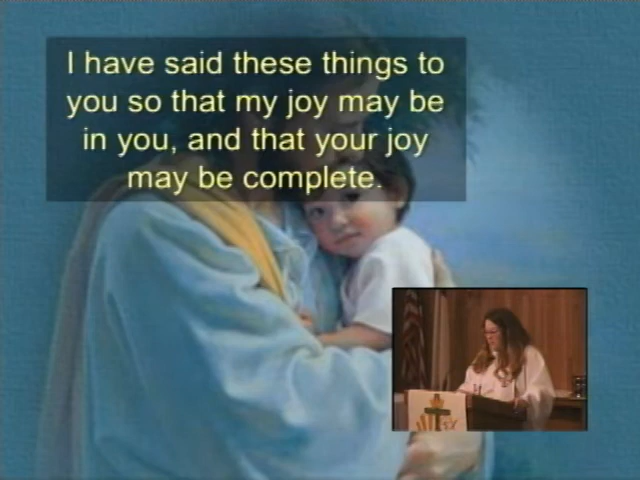 I have said these things to
you so that my joy may be
in you, and that your joy
may be complete.